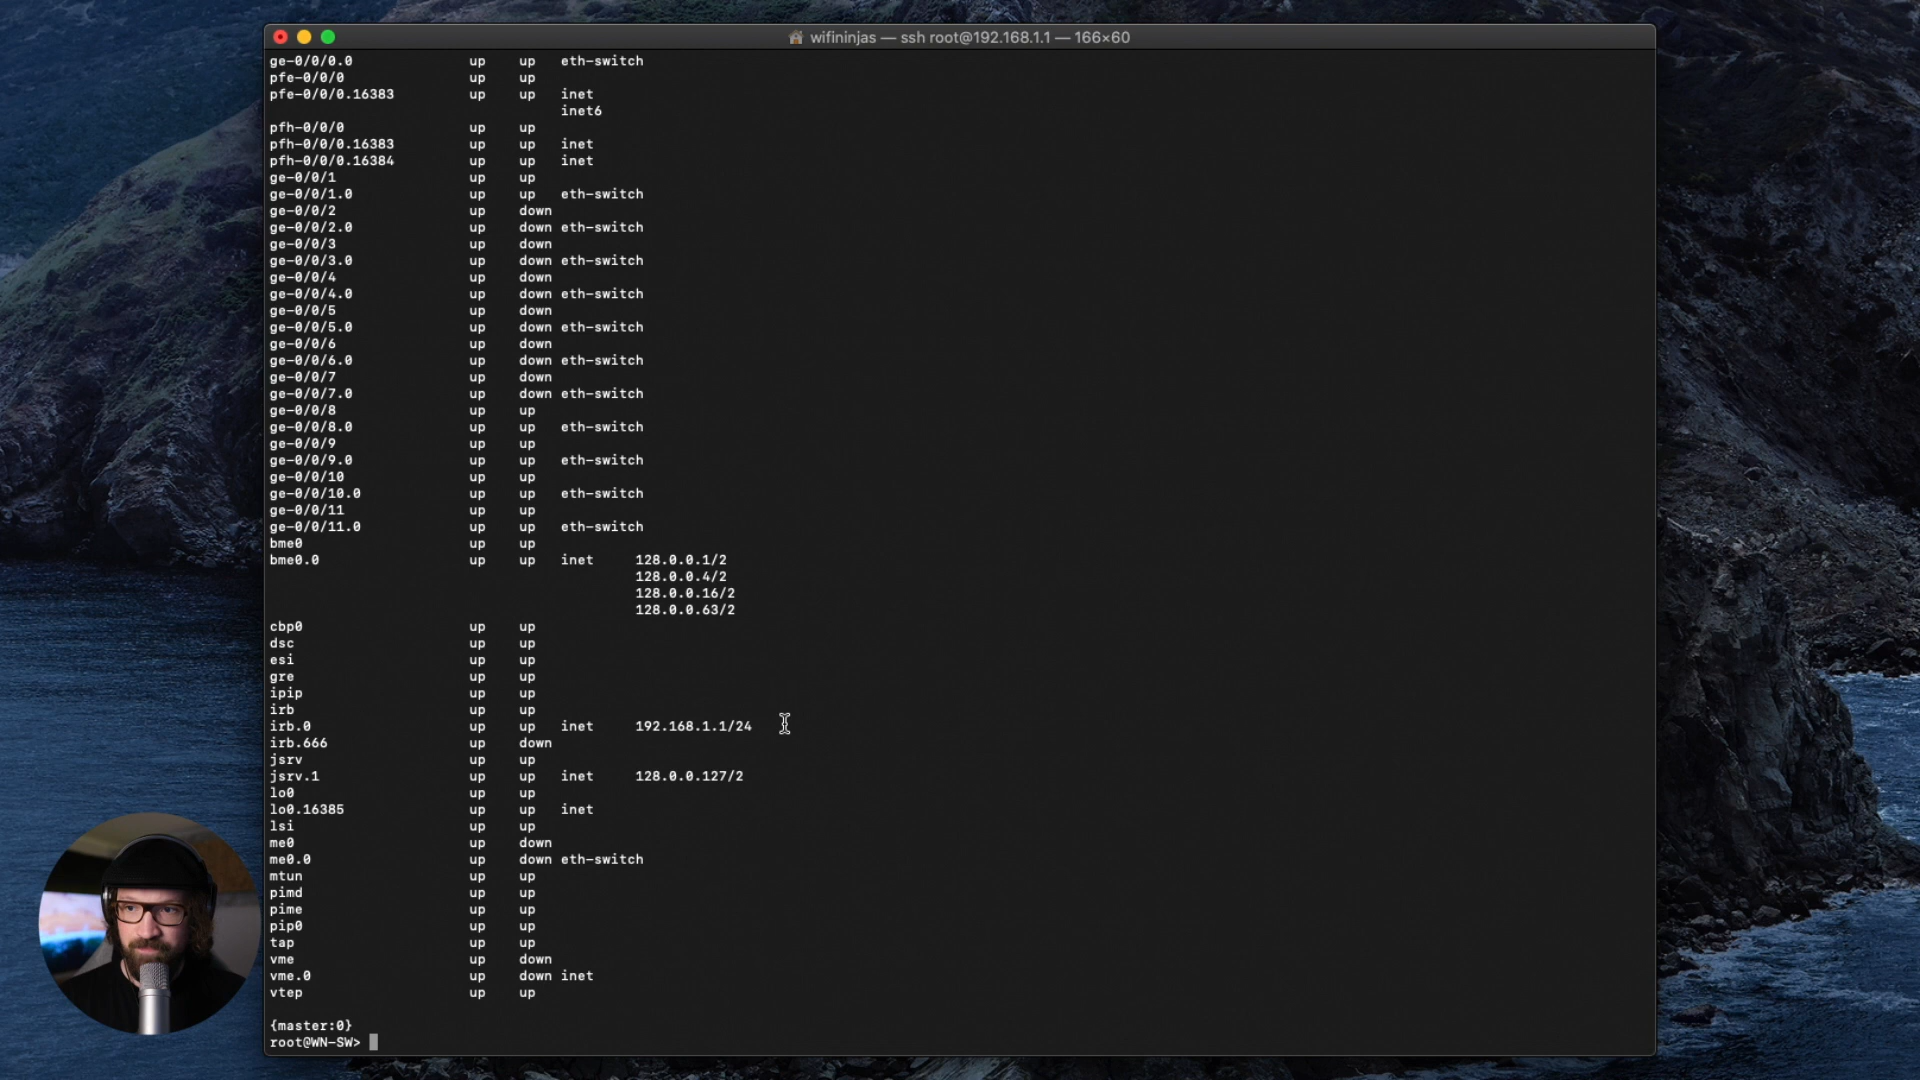 wifininjas — ssh root@192.168.1.1 — 166×60
ge-0/0/0.0 up up eth-switch
pfe-0/0/0 up up
pfe-0/0/0.16383 up up inet
inet6
pfh-0/0/0 up up
pfh-0/0/0.16383 up up inet
pfh-0/0/0.16384 up up inet
ge-0/0/1 up up
ge-0/0/1.0 up up eth-switch
ge-0/0/2 up down
ge-0/0/2.0 up down eth-switch
ge-0/0/3 up down
ge-0/0/3.0 up down eth-switch
ge-0/0/4 up down
ge-0/0/4.0 up down eth-switch
ge-0/0/5 up down
ge-0/0/5.0 up down eth-switch
ge-0/0/6 up down
ge-0/0/6.0 up down eth-switch
ge-0/0/7 up down
ge-0/0/7.0 up down eth-switch
ge-0/0/8 up up
ge-0/0/8.0 up up eth-switch
ge-0/0/9 up up
ge-0/0/9.0 up up eth-switch
ge-0/0/10 up up
ge-0/0/10.0 up up eth-switch
ge-0/0/11 up up
ge-0/0/11.0 up up eth-switch
bme0 up up
bme0.0 up up inet 128.0.0.1/2
128.0.0.4/2
128.0.0.16/2
128.0.0.63/2
cbp0 up up
dsc up up
esi up up
gre up up
ipip up up
irb up up
irb.0 up up inet 192.168.1.1/24
irb.666 up down
jsrv up up
jsrv.1 up up inet 128.0.0.127/2
lo0 up up
lo0.16385 up up inet
lsi up up
me0 up down
me0.0 up down eth-switch
mtun up up
pimd up up
pime up up
pip0 up up
tap up up
vme up down
vme.0 up down inet
vtep up up
{master:0}
root@WN-SW>